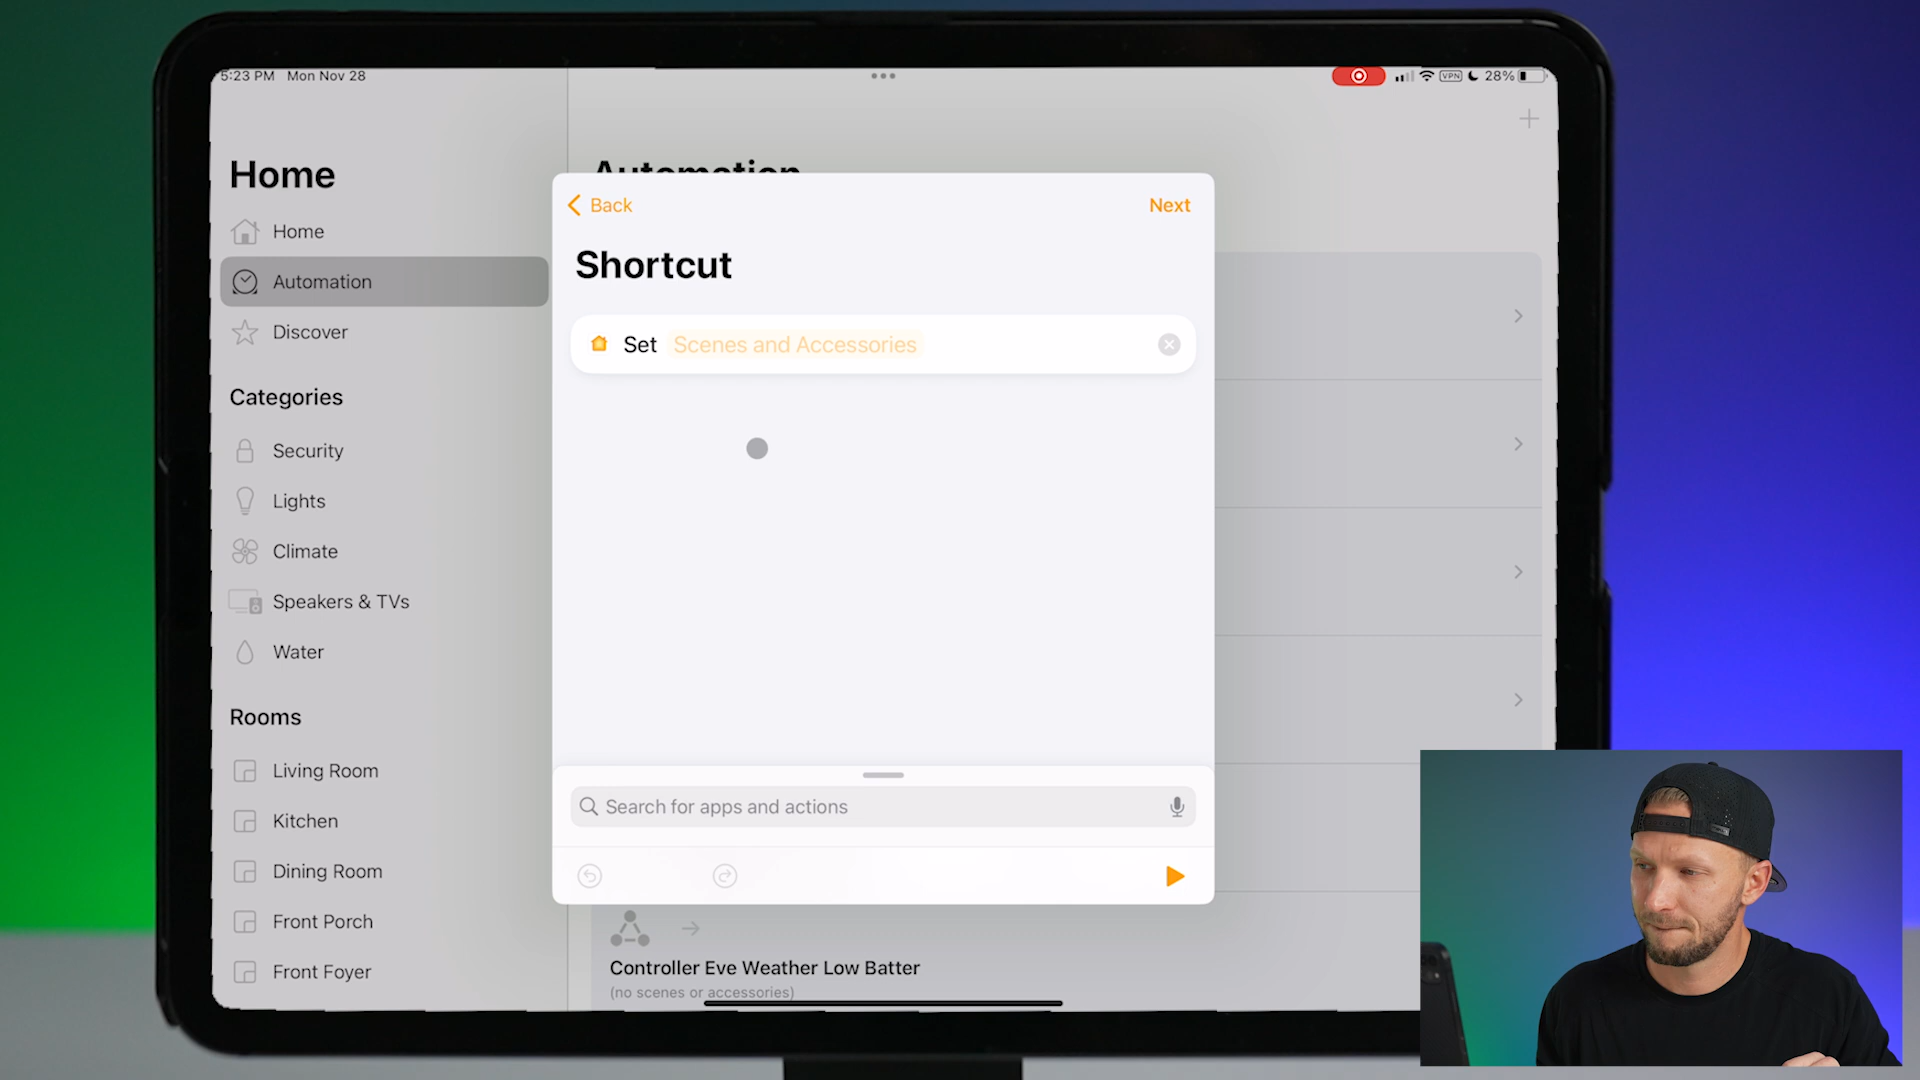 5:23 PM Mon Nov 28
VPN 28%
Home
Home
Automation
Discover
Categories
Security
Lights
Climate
Speakers & TVs
Water
Rooms
Living Room
Kitchen
Dining Room
Front Porch
Front Foyer
Automation
Back
Next
Shortcut
Set Scenes and Accessories
Search for apps and actions
Controller Eve Weather Low Batter
(no scenes or accessories)